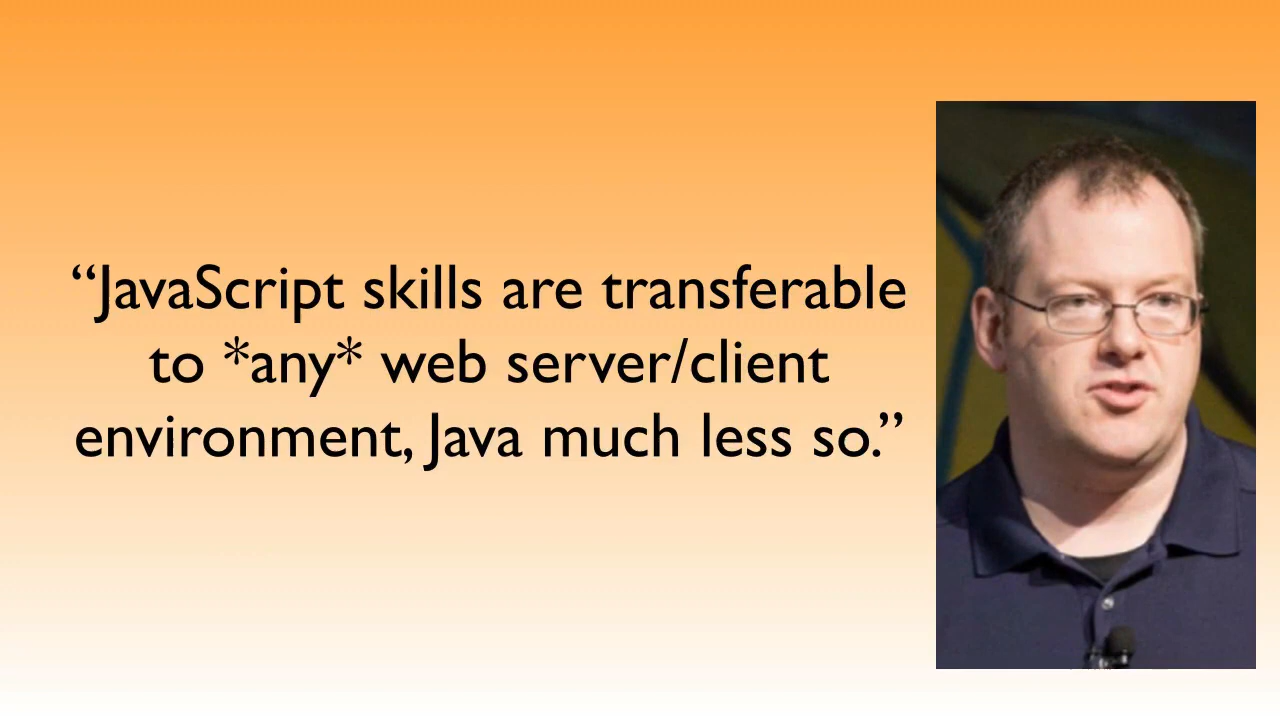 “JavaScript skills are transferable
to *any* web server/client
environment, Java much less so.”